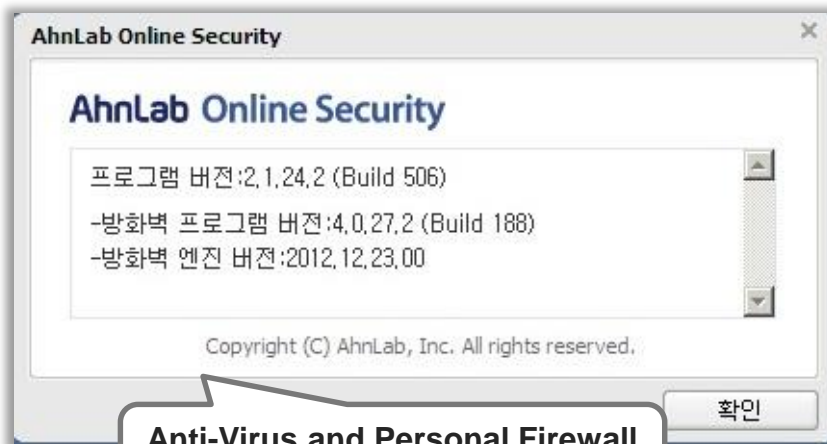 AhnLab Online Security
AhnLab Online Security
프로그램 버전:2,1,24,2 (Build 506)
-방화벽 프로그램 버전:4,0,27,2 (Build 188)
-방화벽 엔진 버전:2012,12,23,00
Copyright (C) AhnLab, Inc. All rights reserved.
확인
Anti-Virus and Personal Firewall